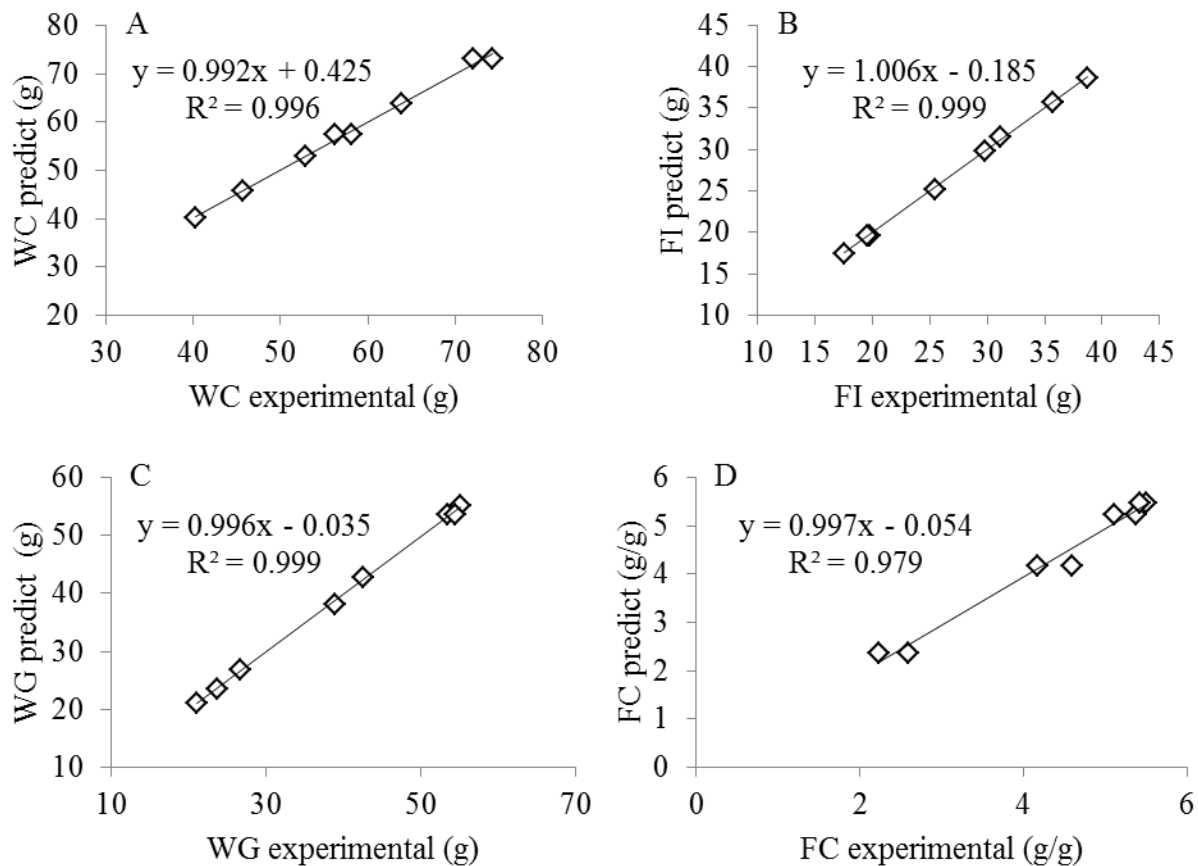 A
y = 0.992x + 0.425
R² = 0.996
80
70
60
50
40
30
20
WC predict (g)
30 40 50 60 70 80
WC experimental (g)
B
y = 1.006x - 0.185
R² = 0.999
45
40
35
30
25
20
15
10
FI predict (g)
10 15 20 25 30 35 40 45
FI experimental (g)
C
y = 0.996x - 0.035
R² = 0.999
60
50
40
30
20
10
WG predict (g)
10 30 50 70
WG experimental (g)
D
y = 0.997x - 0.054
R² = 0.979
6
5
4
3
2
1
0
FC predict (g/g)
0 2 4 6
FC experimental (g/g)